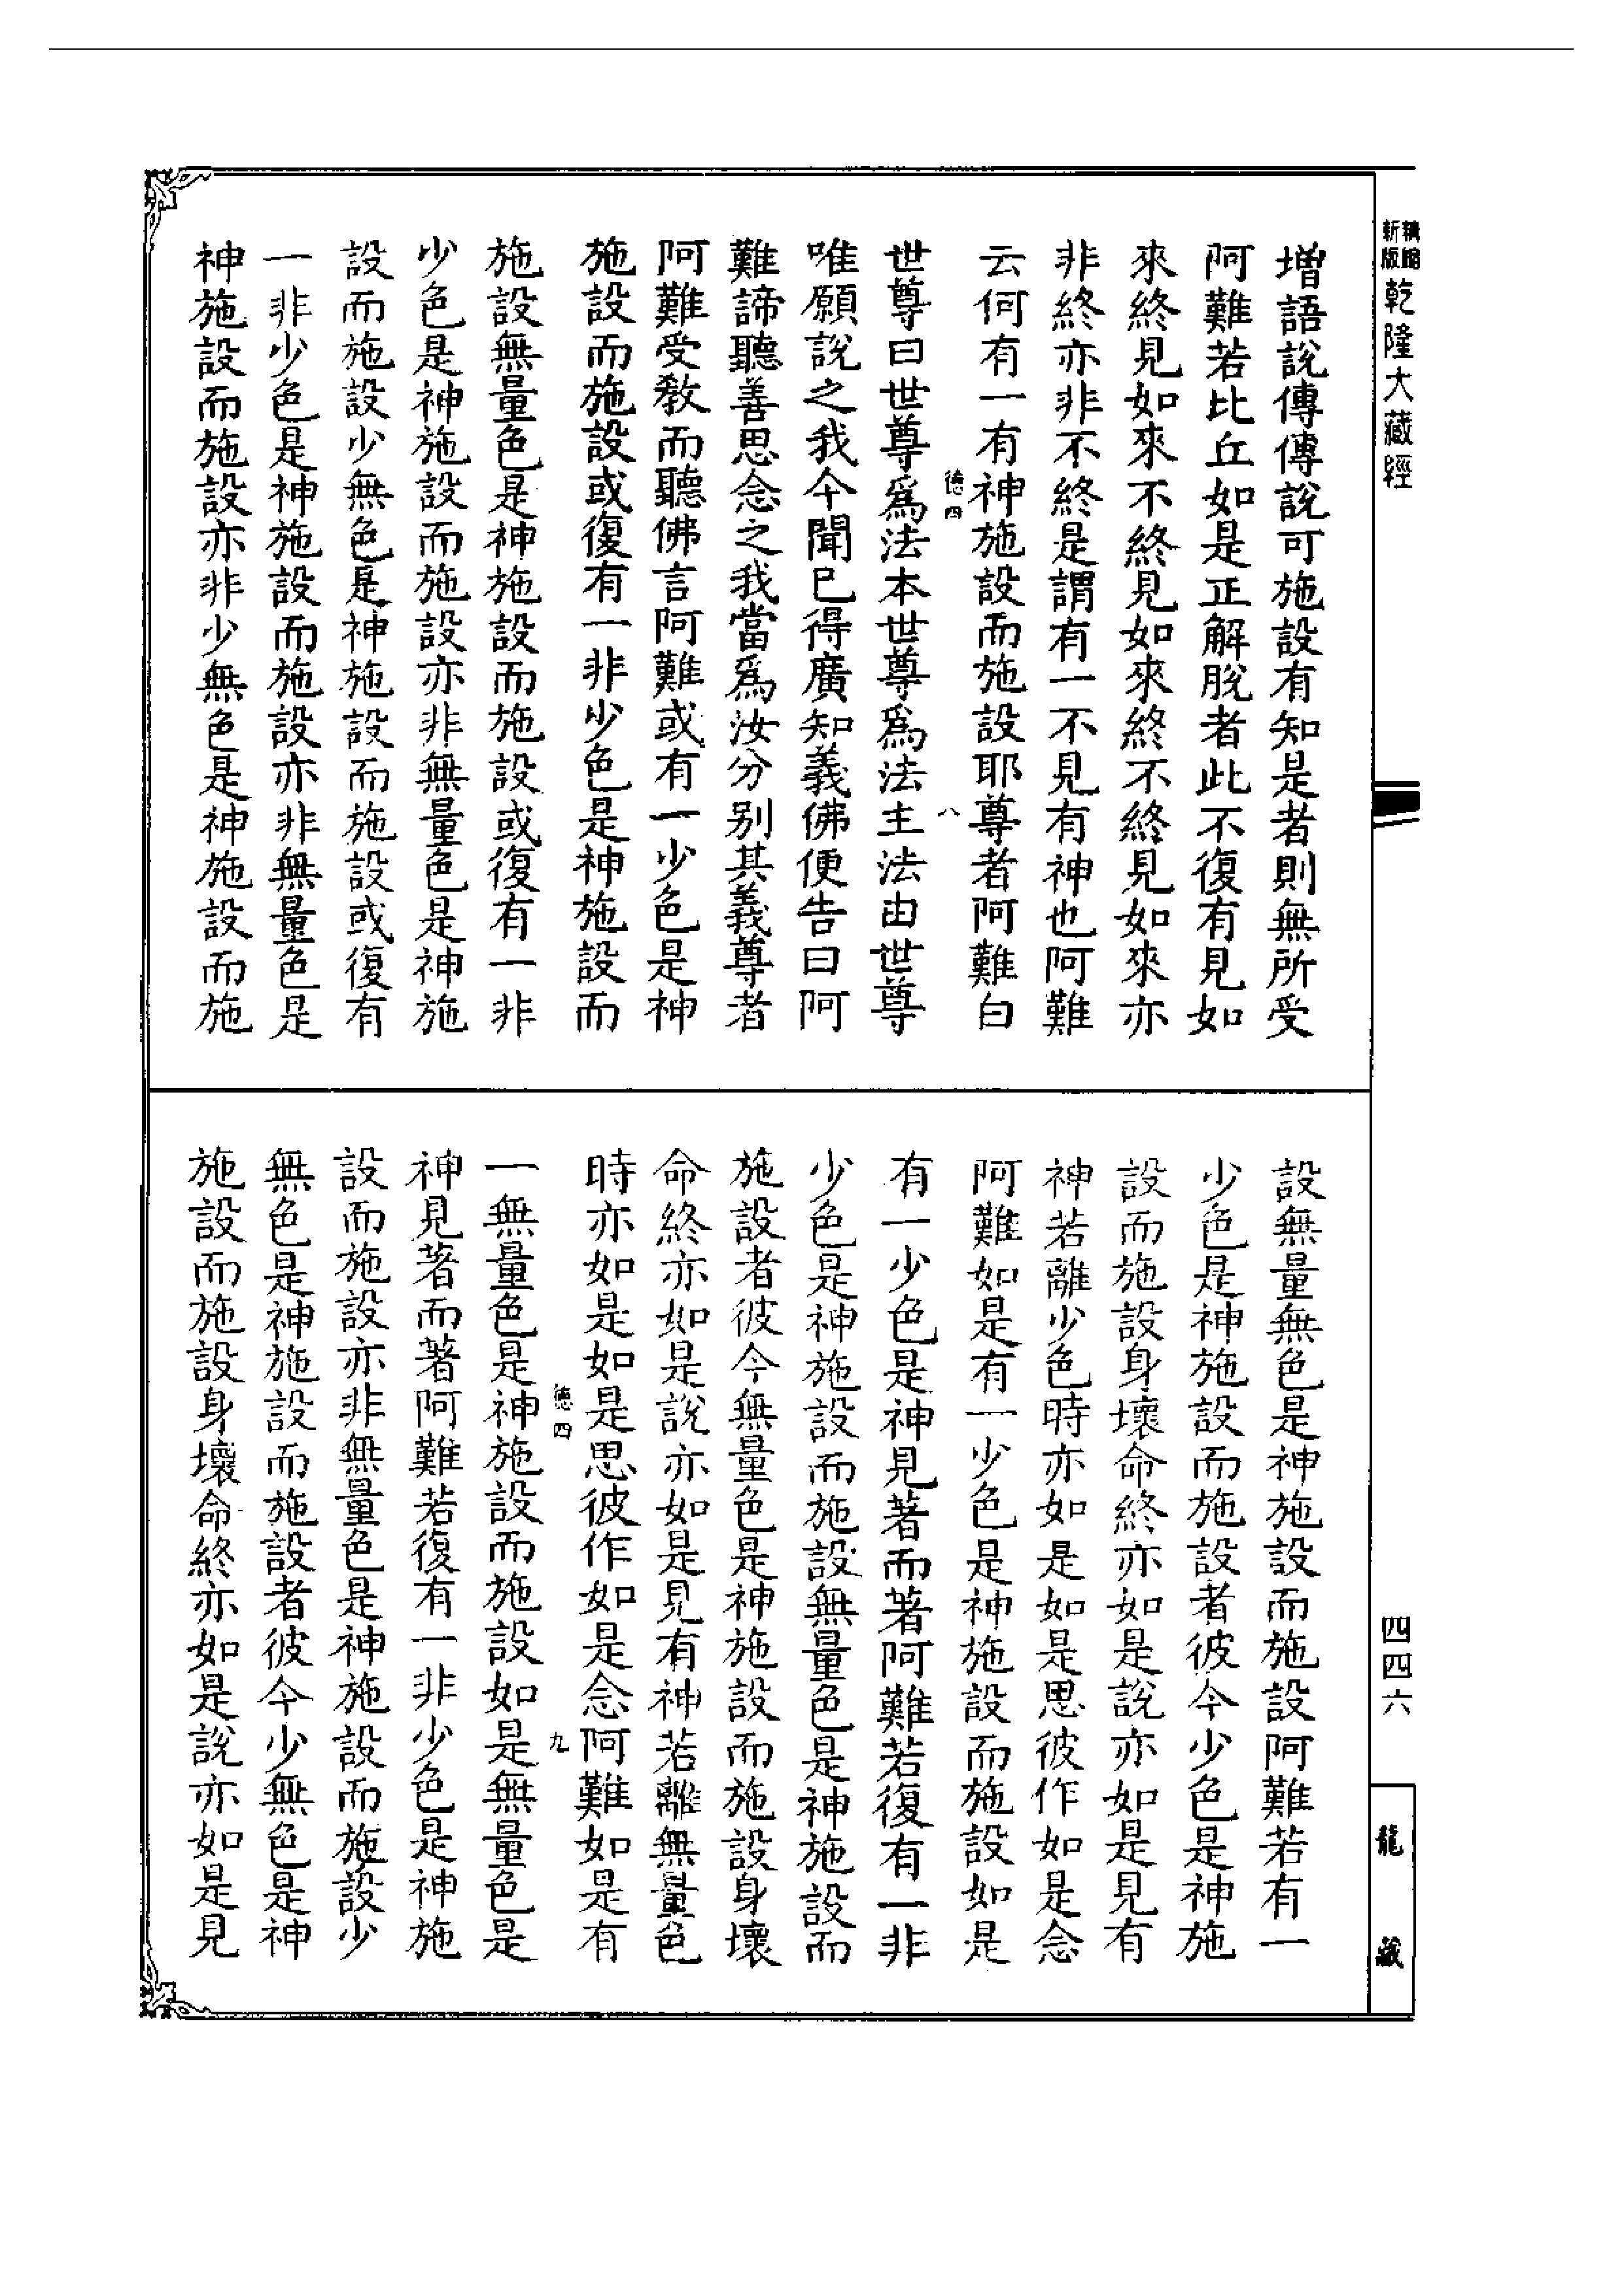 新版精縮乾隆大藏經
增語說傳傳說可施設有知是者則無所受
阿難若比丘如是正解脫者此不復有見如
來終見如來不終見如來終不終見如來亦
非終亦非不終是謂有一不見有神也阿難
云何有一有神施設而施設耶尊者阿難白
德四
八
世尊曰世尊爲法本世尊爲法主法由世尊
唯願說之我今聞已得廣知義佛便告曰阿
難諦聽善思念之我當爲汝分別其義尊者
阿難受教而聽佛言阿難或有一少色是神
施設而施設或復有一非少色是神施設而
施設無量色是神施設而施設或復有一非
少色是神施設而施設亦非無量色是神施
設而施設少無色是神施設而施設或復有
一非少色是神施設而施設亦非無量色是
神施設而施設亦非少無色是神施設而施
設無量無色是神施設而施設阿難若有一
少色是神施設而施設者彼今少色是神施
設而施設身壞命終亦如是說亦如是見有
神若離少色時亦如是如是思彼作如是念
阿難如是有一少色是神施設而施設如是
有一少色是神見著而著阿難若復有一非
少色是神施設而施設無量色是神施設而
施設者彼今無量色是神施設而施設身壞
命終亦如是說亦如是見有神若離無量色
時亦如是如是思彼作如是念阿難如是有
德四
九
一無量色是神施設而施設如是無量色是
神見著而著阿難若復有一非少色是神施
設而施設亦非無量色是神施設而施設少
無色是神施設而施設者彼今少無色是神
施設而施設身壞命終亦如是說亦如是見
四四六
龍藏